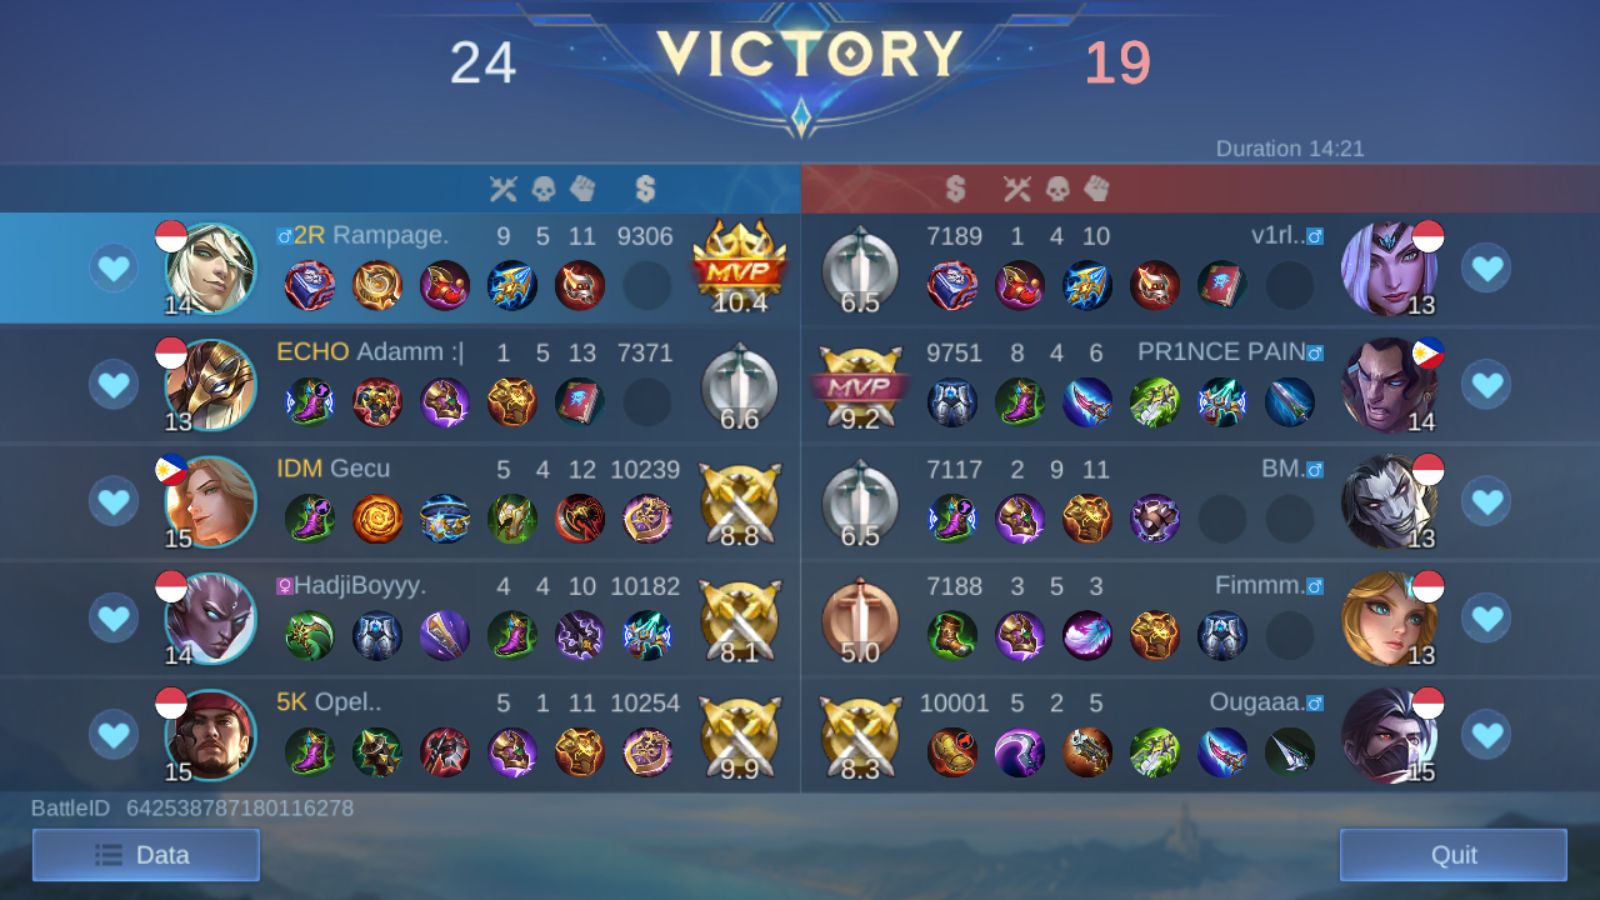 24 VICTORY 19
Duration 14:21
2R Rampage. 9 5 11 9306
14 MVP 10.4
ECHO Adamm :| 1 5 13 7371
13 6.6
IDM Gecu 5 4 12 10239
15 8.8
HadjiBoyyy. 4 4 10 10182
14 8.1
5K Opel.. 5 1 11 10254
15 9.9
7189 1 4 10 v1rl..
6.5 13
9751 8 4 6 PR1NCE PAIN
MVP 9.2 14
7117 2 9 11 BM.
6.5 13
7188 3 5 3 Fimmm.
5.0 13
10001 5 2 5 Ougaaa.
8.3 15
BattleID 642538787180116278
Data
Quit